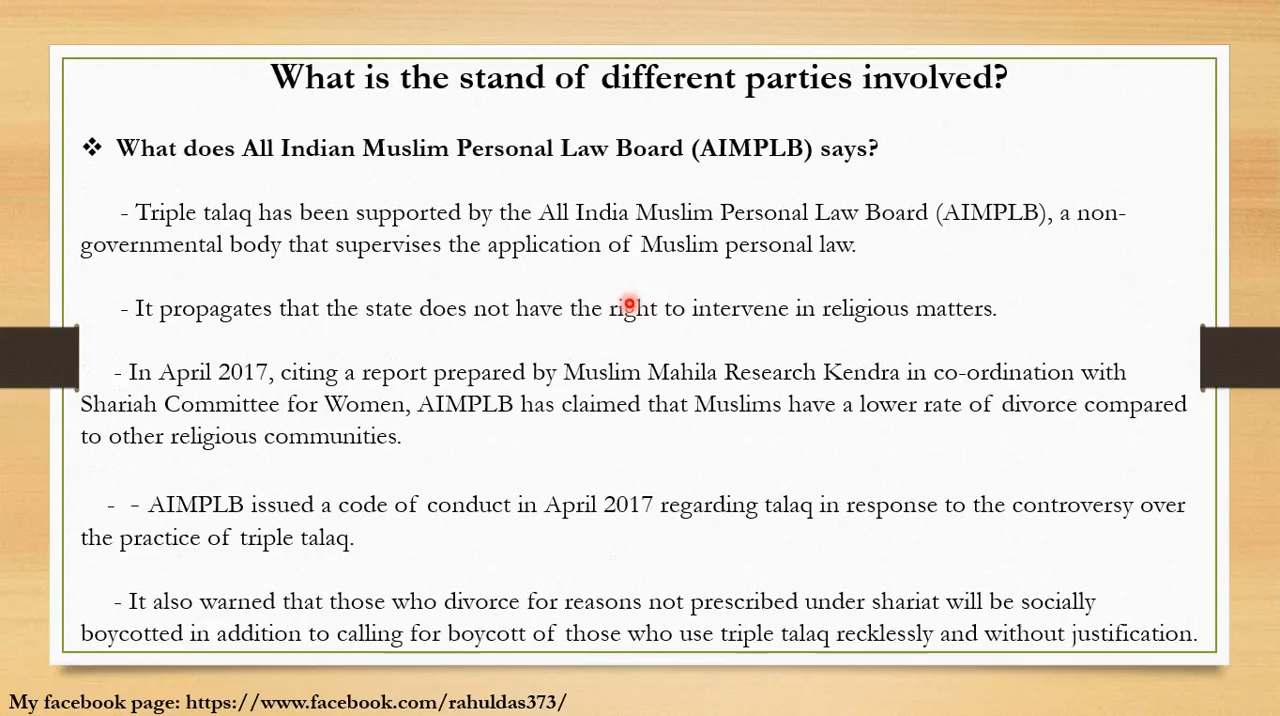 What is the stand of different parties involved?
❖ What does All Indian Muslim Personal Law Board (AIMPLB) says?
- Triple talaq has been supported by the All India Muslim Personal Law Board (AIMPLB), a non-
governmental body that supervises the application of Muslim personal law.
- It propagates that the state does not have the right to intervene in religious matters.
- In April 2017, citing a report prepared by Muslim Mahila Research Kendra in co-ordination with
Shariah Committee for Women, AIMPLB has claimed that Muslims have a lower rate of divorce compared
to other religious communities.
- - AIMPLB issued a code of conduct in April 2017 regarding talaq in response to the controversy over
the practice of triple talaq.
- It also warned that those who divorce for reasons not prescribed under shariat will be socially
boycotted in addition to calling for boycott of those who use triple talaq recklessly and without justification.
My facebook page: https://www.facebook.com/rahuldas373/